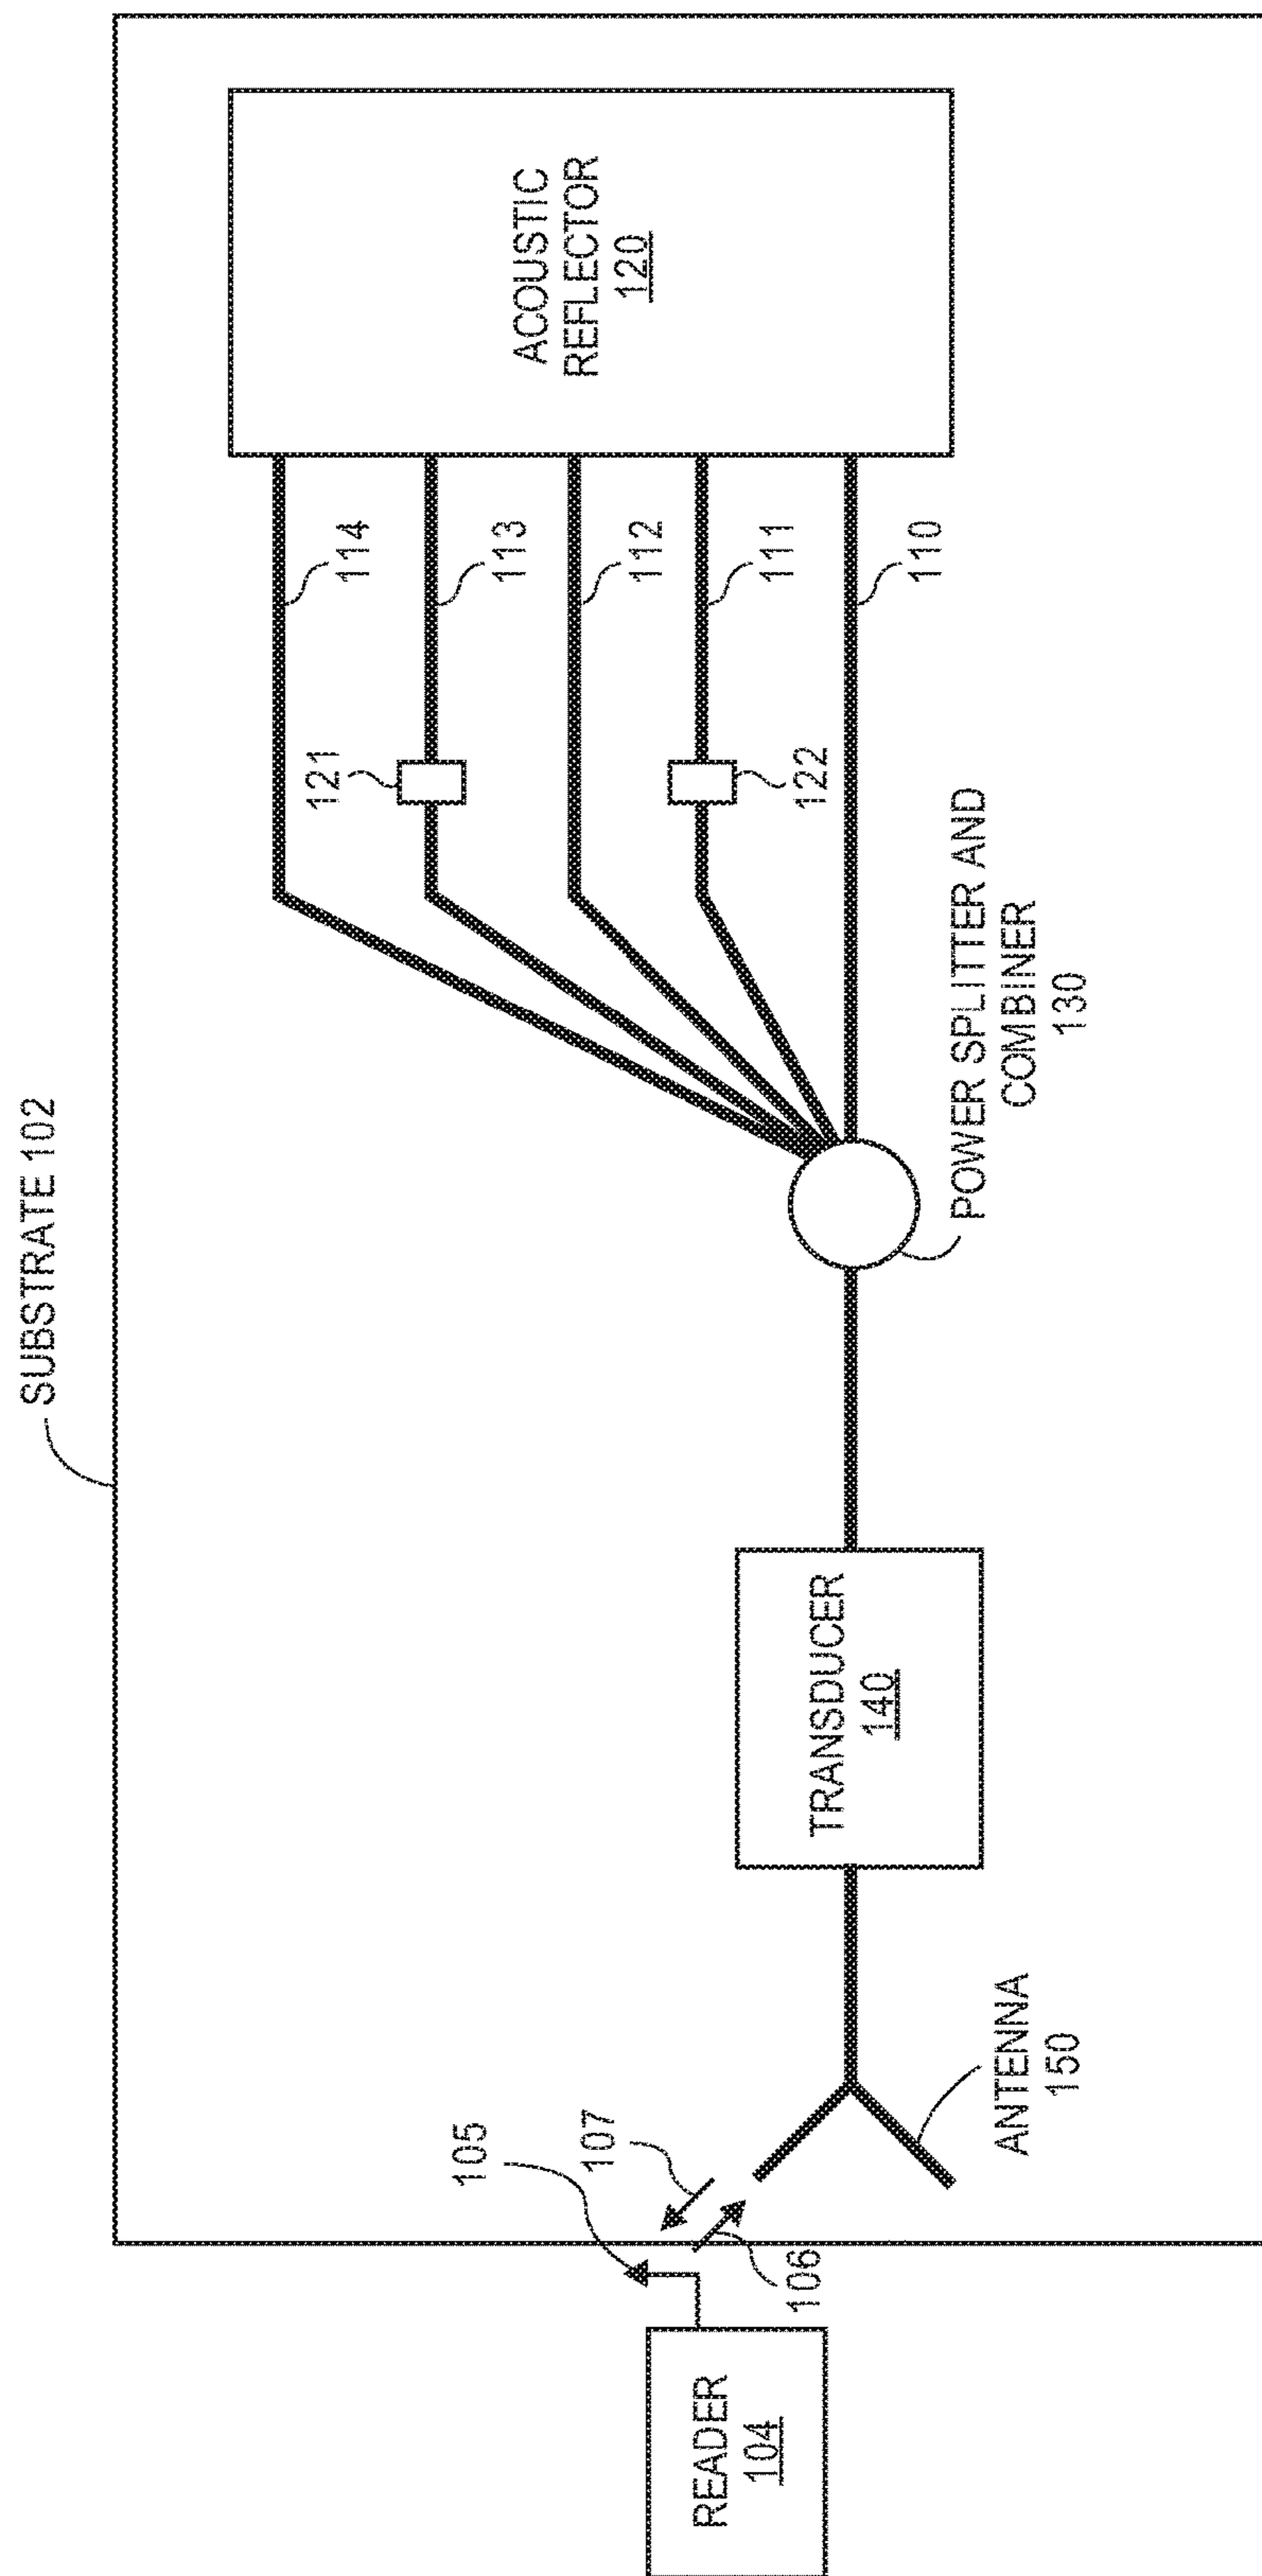 SUBSTRATE 102
ACOUSTIC
REFLECTOR
120
114
113
112
111
110
121
122
POWER SPLITTER AND
COMBINER
130
TRANSDUCER
140
ANTENNA
150
105
107
106
READER
104